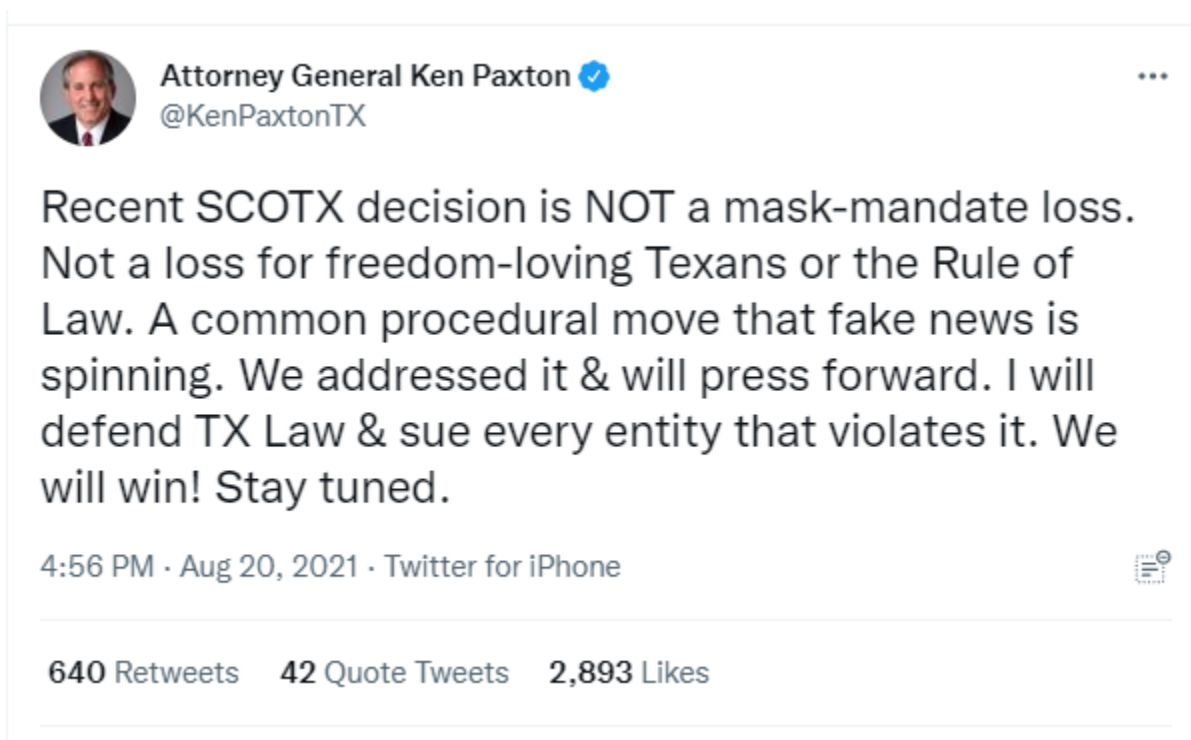 Attorney General Ken Paxton
@KenPaxtonTX
Recent SCOTX decision is NOT a mask-mandate loss.
Not a loss for freedom-loving Texans or the Rule of
Law. A common procedural move that fake news is
spinning. We addressed it & will press forward. I will
defend TX Law & sue every entity that violates it. We
will win! Stay tuned.
4:56 PM · Aug 20, 2021 · Twitter for iPhone
640 Retweets 42 Quote Tweets 2,893 Likes